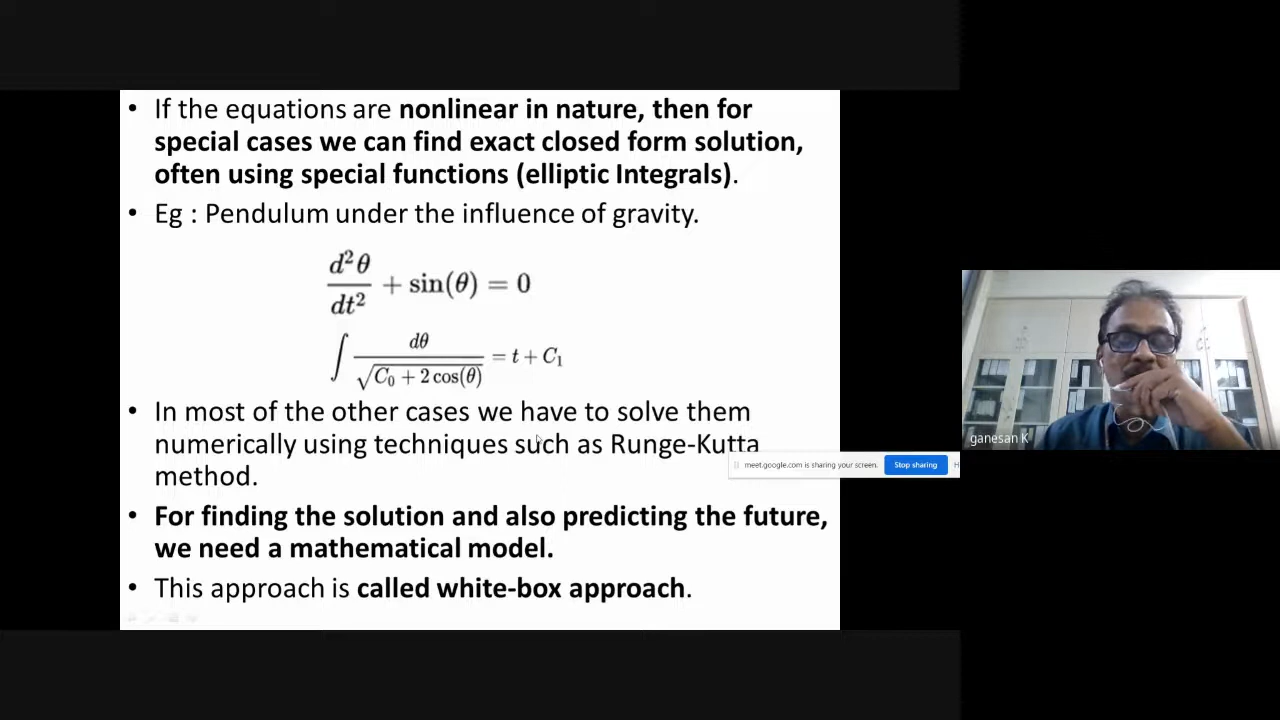 • If the equations are nonlinear in nature, then for
special cases we can find exact closed form solution,
often using special functions (elliptic Integrals).
• Eg : Pendulum under the influence of gravity.
d²θ/dt² + sin(θ) = 0
∫ dθ/√(C₀ + 2 cos(θ)) = t + C₁
• In most of the other cases we have to solve them
numerically using techniques such as Runge-Kutta
method.
• For finding the solution and also predicting the future,
we need a mathematical model.
• This approach is called white-box approach.
meet.google.com is sharing your screen. Stop sharing H
ganesan K